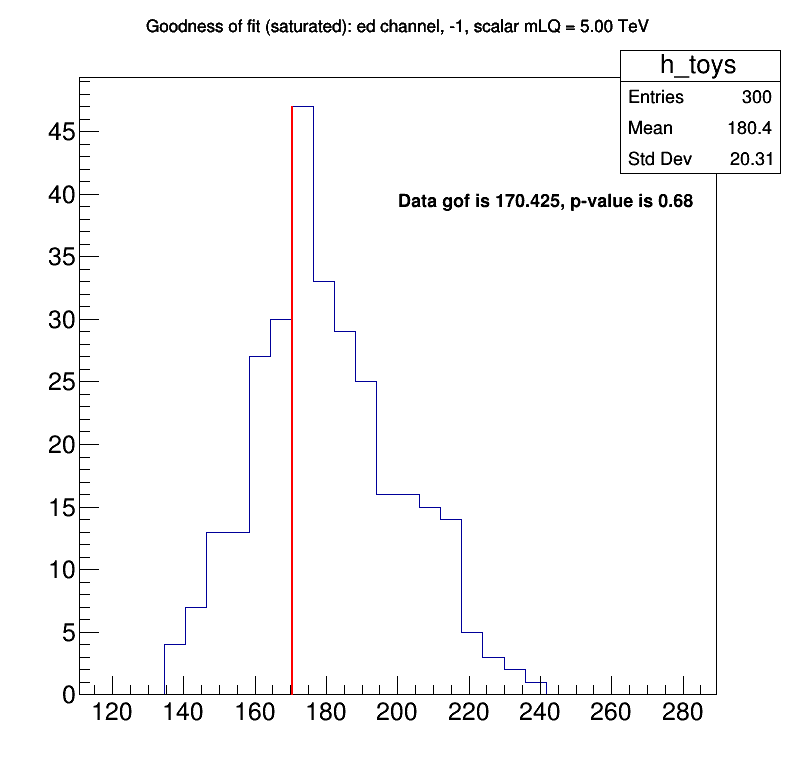 Goodness of fit (saturated): ed channel, -1, scalar mLQ = 5.00 TeV
h_toys
Entries 300
Mean 180.4
Std Dev 20.31
Data gof is 170.425, p-value is 0.68
45
40
35
30
25
20
15
10
5
0
120 140 160 180 200 220 240 260 280